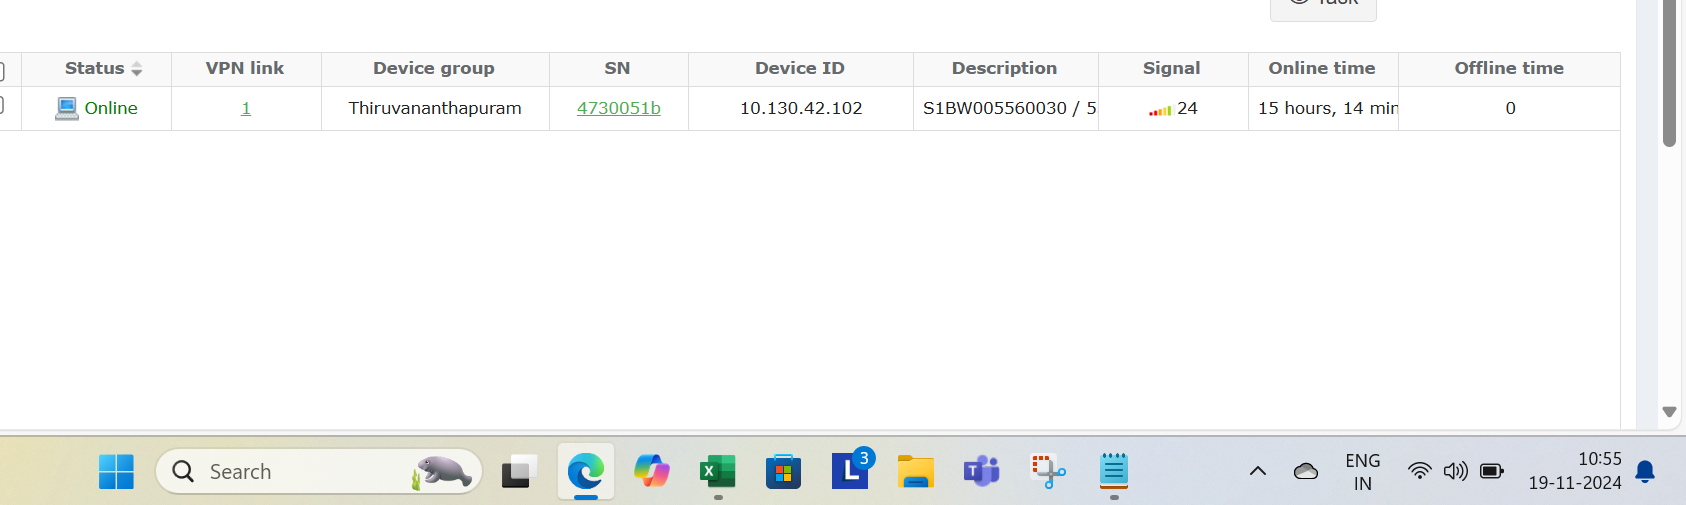 Task
Status VPN link Device group SN Device ID Description Signal Online time Offline time
Online 1 Thiruvananthapuram 4730051b 10.130.42.102 S1BW005560030 / 5 24 15 hours, 14 min 0
Search L 3 ENG 10:55
IN 19-11-2024